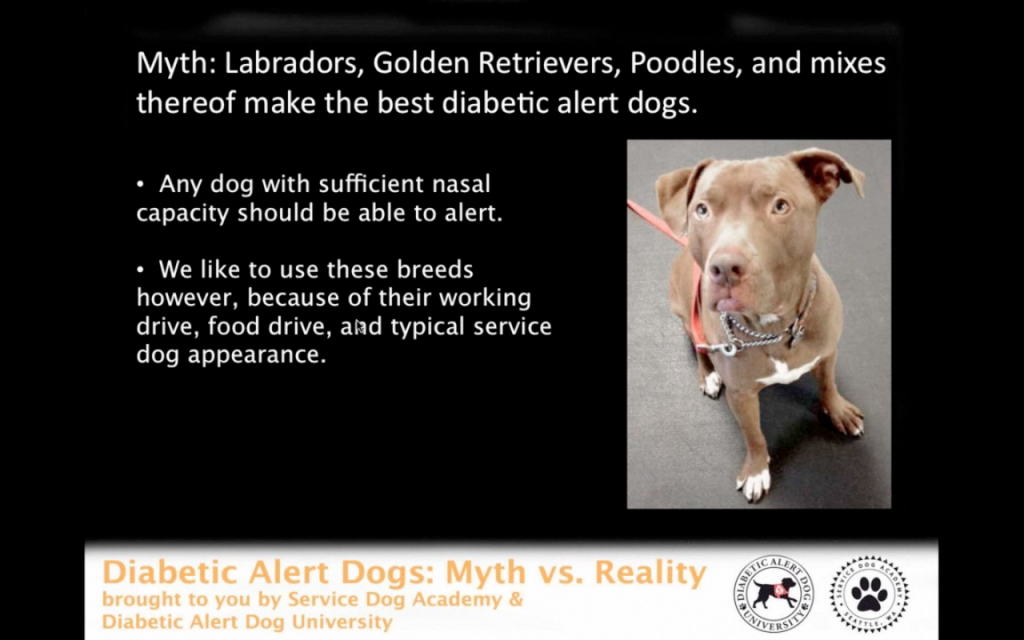 Myth: Labradors, Golden Retrievers, Poodles, and mixes
thereof make the best diabetic alert dogs.
• Any dog with sufficient nasal
capacity should be able to alert.
• We like to use these breeds
however, because of their working
drive, food drive, and typical service
dog appearance.
Diabetic Alert Dogs: Myth vs. Reality
brought to you by Service Dog Academy &
Diabetic Alert Dog University
DIABETIC ALERT DOG
UNIVERSITY
SERVICE DOG ACADEMY
SEATTLE, WA